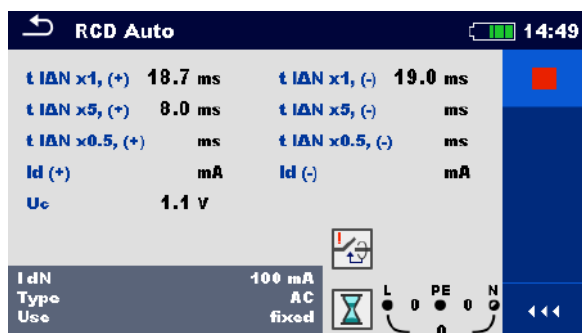 RCD Auto 14:49
t IΔN x1, (+) 18.7 ms t IΔN x1, (-) 19.0 ms
t IΔN x5, (+) 8.0 ms t IΔN x5, (-) ms
t IΔN x0.5, (+) ms t IΔN x0.5, (-) ms
Id (+) mA Id (-) mA
Uc 1.1 V
I dN 100 mA
Type AC
Use fixed
L PE N
0 0
0